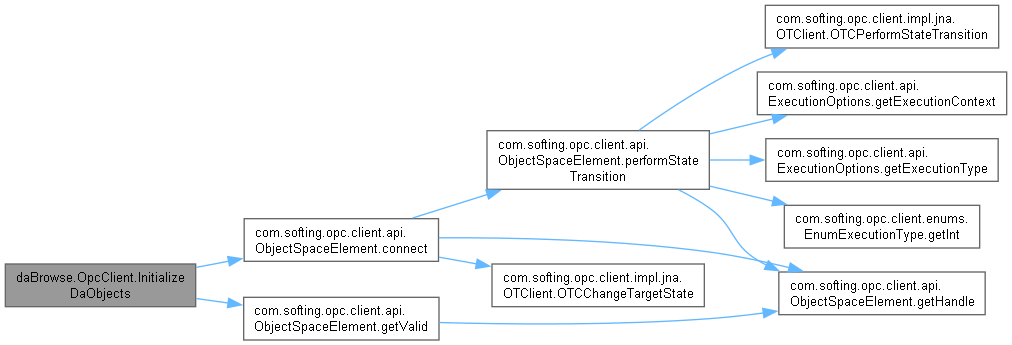 daBrowse.OpcClient.Initialize
DaObjects
com.softing.opc.client.api.
ObjectSpaceElement.connect
com.softing.opc.client.api.
ObjectSpaceElement.getValid
com.softing.opc.client.api.
ObjectSpaceElement.performState
Transition
com.softing.opc.client.impl.jna.
OTClient.OTCChangeTargetState
com.softing.opc.client.impl.jna.
OTClient.OTCPerformStateTransition
com.softing.opc.client.api.
ExecutionOptions.getExecutionContext
com.softing.opc.client.api.
ExecutionOptions.getExecutionType
com.softing.opc.client.enums.
EnumExecutionType.getInt
com.softing.opc.client.api.
ObjectSpaceElement.getHandle